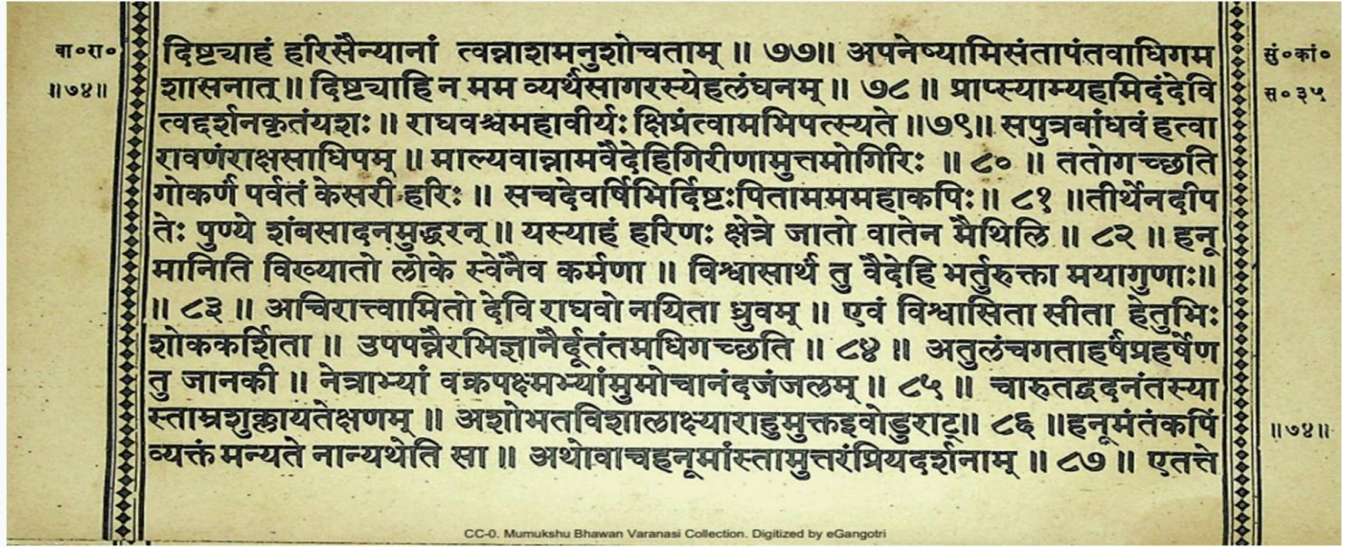 वा॰रा॰
॥७४॥
दिष्ट्याहं हरिसैन्यानां त्वन्नाशमनुशोचताम् ॥ ७७॥ अपनेष्यामिसंतापंतवाधिगम
शासनात् ॥ दिष्ट्याहि न मम व्यर्थंसागरस्येहलंघनम् ॥ ७८ ॥ प्राप्स्याम्यहमिदंदेवि
त्वद्दर्शनकृतंयशः ॥ राघवश्चमहावीर्यः क्षिप्रंत्वामभिपत्स्यते ॥७९॥ सपुत्रबांधवं हत्वा
रावणंराक्षसाधिपम् ॥ माल्यवान्नामवैदेहिगिरीणामुत्तमोगिरिः ॥ ८० ॥ ततोगच्छति
गोकर्णं पर्वतं केसरी हरिः ॥ सचदेवर्षिभिर्दिष्टःपिताममममहाकपिः॥ ८१ ॥तीर्थेनदीप
तेः पुण्ये शंबसादनमुद्धरन् ॥ यस्याहं हरिणः क्षेत्रे जातो वातेन मैथिलि ॥ ८२ ॥ हनू
मानिति विख्यातो लोके स्वेनैव कर्मणा ॥ विश्वासार्थं तु वैदेहि भर्तुरुक्ता मयागुणाः॥
॥ ८३ ॥ अचिरात्त्वामितो देवि राघवो नयिता ध्रुवम् ॥ एवं विश्वासिता सीता हेतुभिः
शोककर्शिता ॥ उपपन्नैरभिज्ञानैर्दूतंतमधिगच्छति ॥ ८४ ॥ अतुलंचगताहर्षंप्रहर्षेण
तु जानकी ॥ नेत्राभ्यां वक्रपक्ष्मभ्यांमुमोचानंदजंजलम् ॥ ८५ ॥ चारुतद्वदनंतस्या
स्ताम्रशुक्लायतेक्षणम् ॥ अशोभतविशालाक्ष्याराहुमुक्तइवोडुराट्॥ ८६ ॥हनूमंतंकपिं
व्यक्तं मन्यते नान्यथेति सा ॥ अथोवाचहनूमांस्तामुत्तरंप्रियदर्शनाम् ॥ ८७ ॥ एतत्ते
सुं॰कां॰
स॰३५
॥७४॥
CC-0. Mumukshu Bhawan Varanasi Collection. Digitized by eGangotri